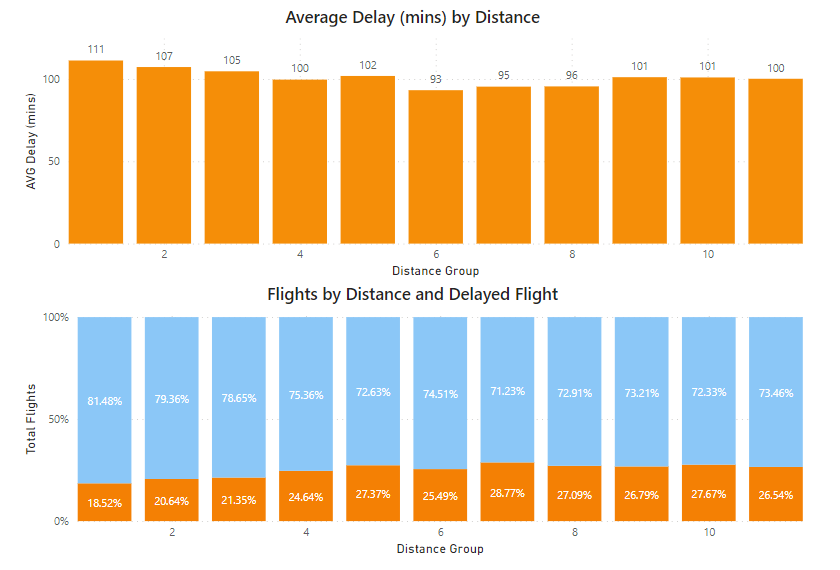 Average Delay (mins) by Distance
111 107 105 100 102 93 95 96 101 101 100
100
50
0
AVG Delay (mins)
2 4 6 8 10
Distance Group
Flights by Distance and Delayed Flight
100%
81.48% 79.36% 78.65% 75.36% 72.63% 74.51% 71.23% 72.91% 73.21% 72.33% 73.46%
50%
18.52% 20.64% 21.35% 24.64% 27.37% 25.49% 28.77% 27.09% 26.79% 27.67% 26.54%
0%
Total Flights
2 4 6 8 10
Distance Group